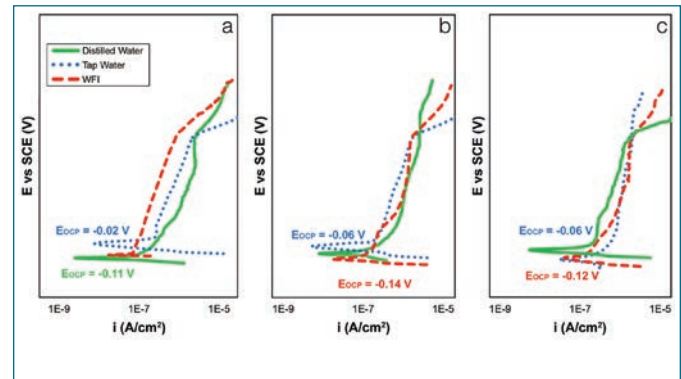 a
Distilled Water
Tap Water
WFI
E vs SCE (V)
EOCP = -0.02 V
EOCP = -0.11 V
1E-9 1E-7 1E-5
i (A/cm²)
b
E vs SCE (V)
EOCP = -0.06 V
EOCP = -0.14 V
1E-9 1E-7 1E-5
i (A/cm²)
c
E vs SCE (V)
EOCP = -0.06 V
EOCP = -0.12 V
1E-9 1E-7 1E-5
i (A/cm²)